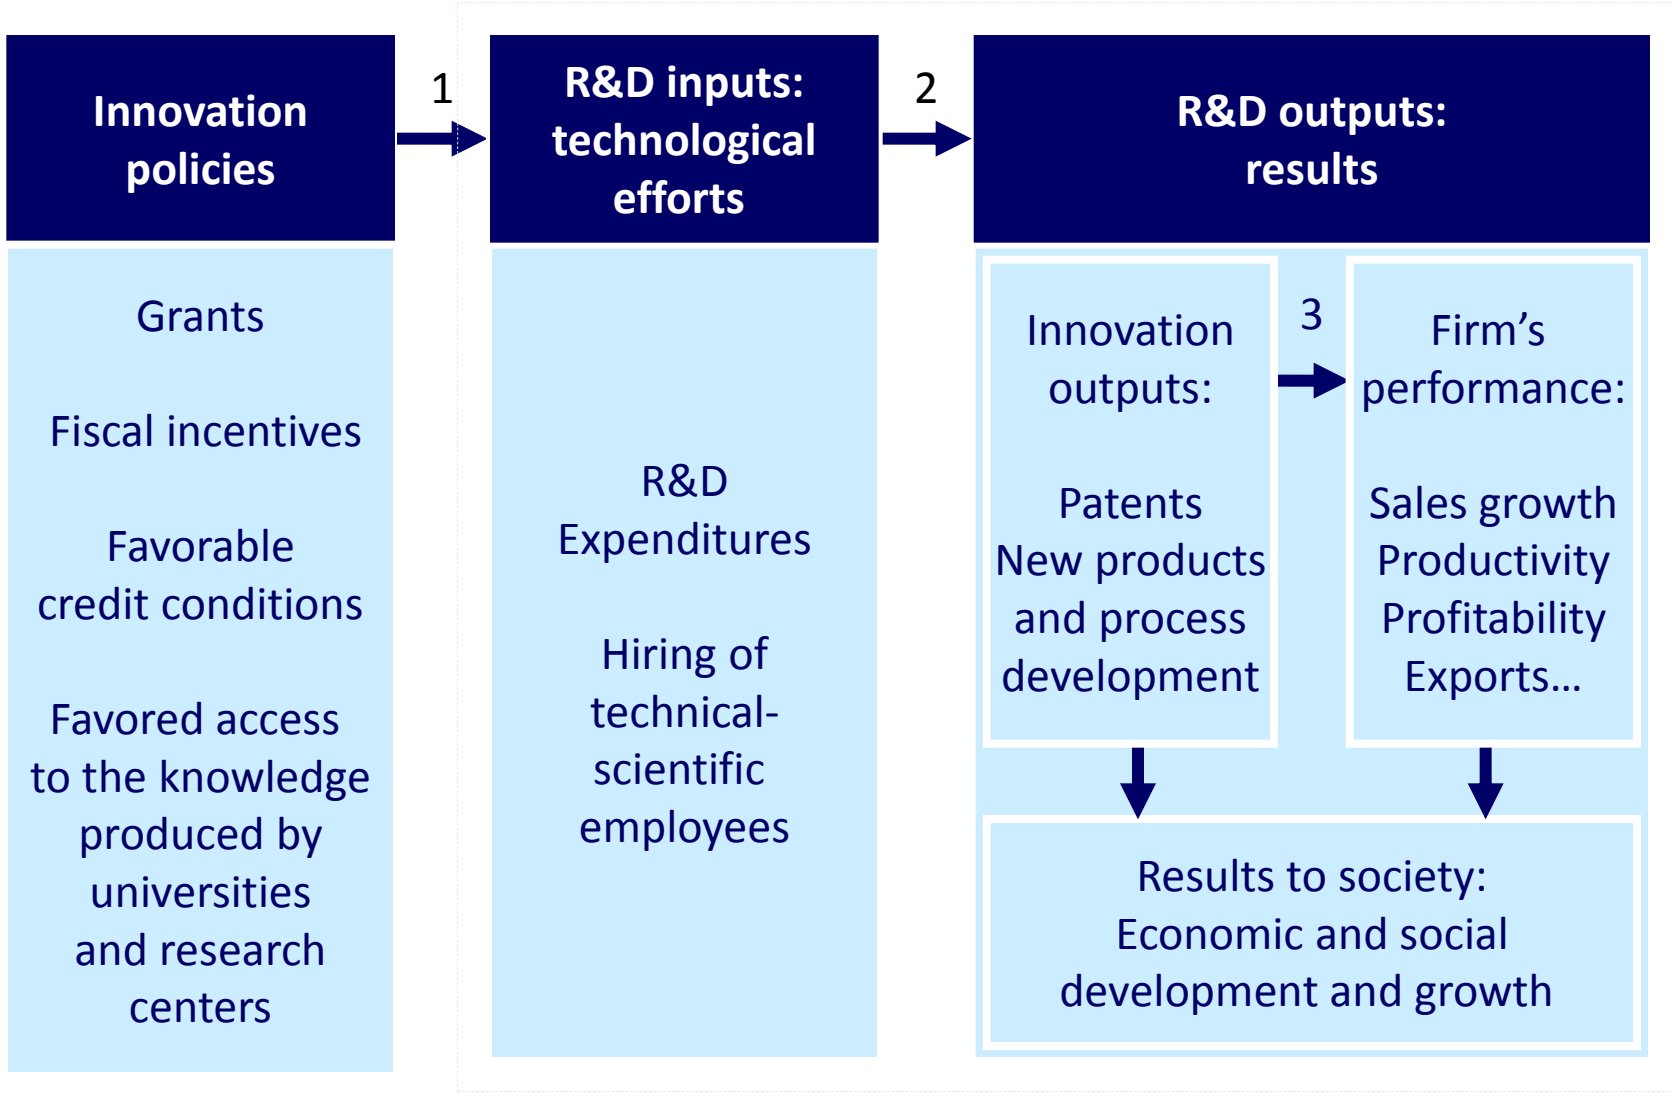 Innovation
policies
1
R&D inputs:
technological
efforts
2
R&D outputs:
results
Grants
Fiscal incentives
Favorable
credit conditions
Favored access
to the knowledge
produced by
universities
and research
centers
R&D
Expenditures
Hiring of
technical-
scientific
employees
Innovation
outputs:
Patents
New products
and process
development
3
Firm’s
performance:
Sales growth
Productivity
Profitability
Exports...
Results to society:
Economic and social
development and growth